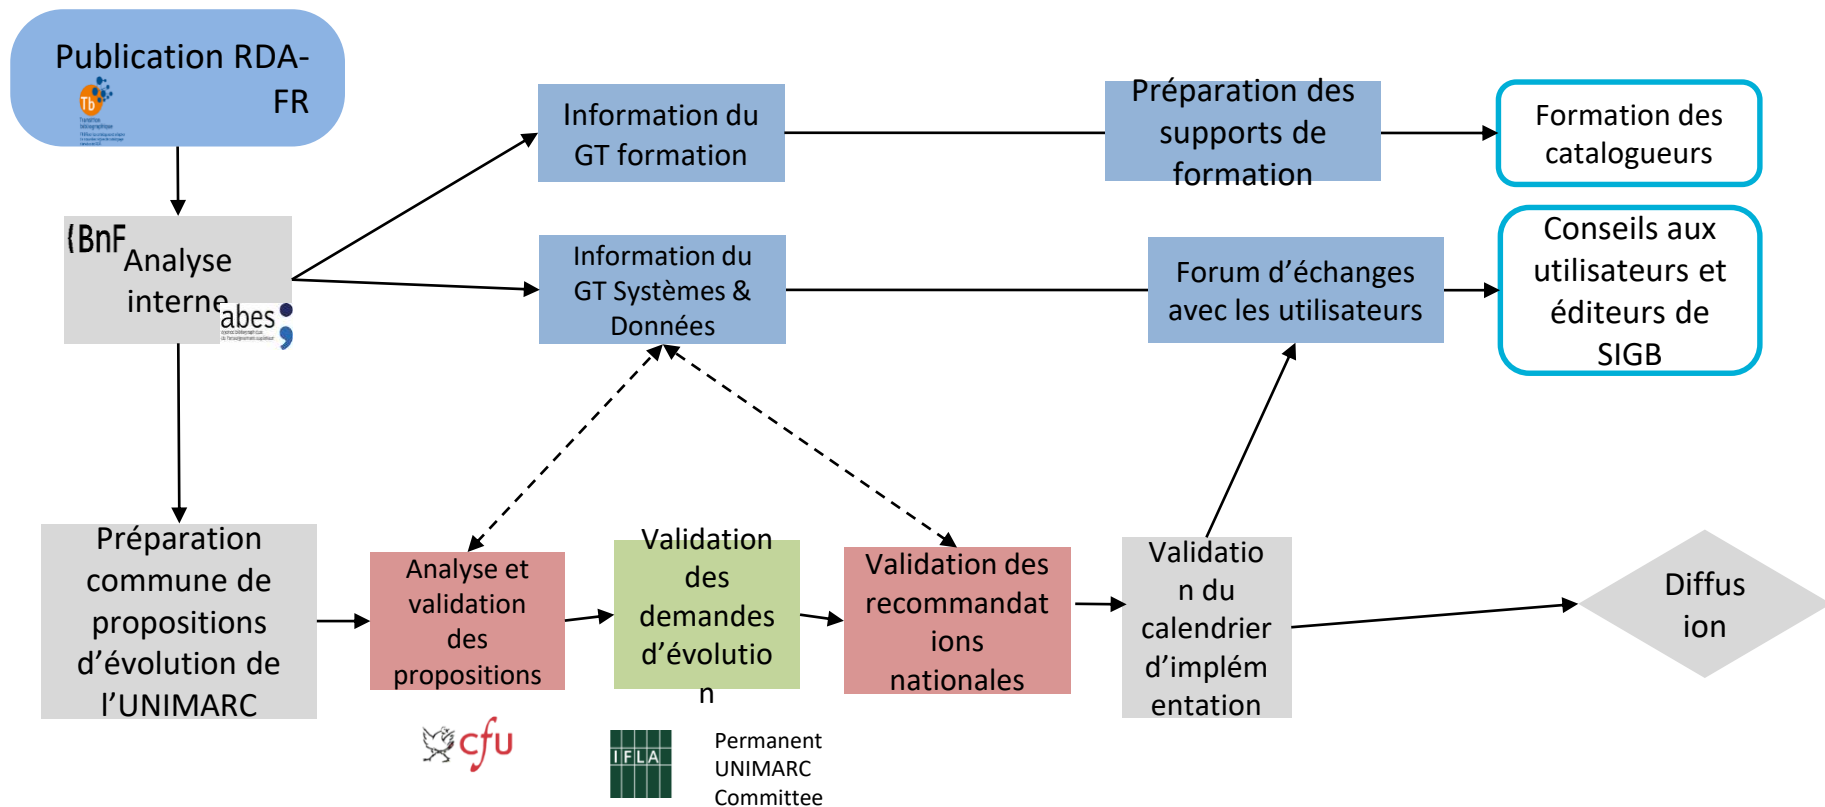 Publication RDA-
FR
Tb
Transition
bibliographique
Information du
GT formation
Préparation des
supports de
formation
Formation des
catalogueurs
{BnF
Analyse
interne
abes
Information du
GT Systèmes &
Données
Forum d’échanges
avec les utilisateurs
Conseils aux
utilisateurs et
éditeurs de
SIGB
Préparation
commune de
propositions
d’évolution de
l’UNIMARC
Analyse et
validation
des
propositions
Validation
des
demandes
d’évolutio
n
Validation des
recommandat
ions
nationales
Validatio
n du
calendrier
d’implém
entation
Diffus
ion
cfu
IFLA
Permanent
UNIMARC
Committee